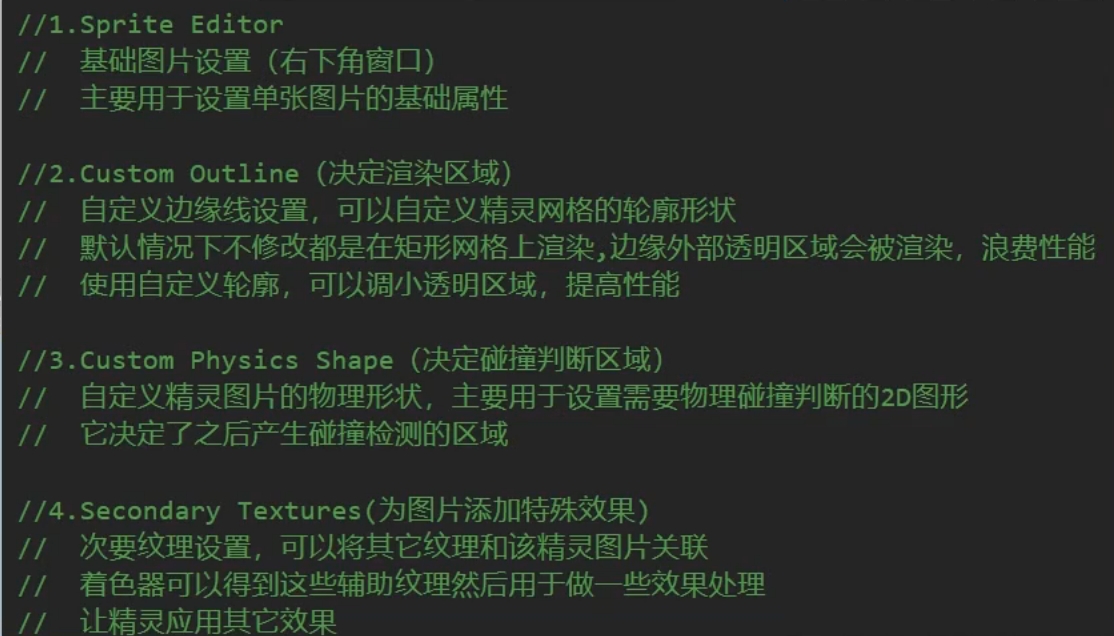 //1.Sprite Editor
//  基础图片设置（右下角窗口）
//  主要用于设置单张图片的基础属性
//2.Custom Outline（决定渲染区域）
//  自定义边缘线设置，可以自定义精灵网格的轮廓形状
//  默认情况下不修改都是在矩形网格上渲染,边缘外部透明区域会被渲染，浪费性能
//  使用自定义轮廓，可以调小透明区域，提高性能
//3.Custom Physics Shape（决定碰撞判断区域）
//  自定义精灵图片的物理形状，主要用于设置需要物理碰撞判断的2D图形
//  它决定了之后产生碰撞检测的区域
//4.Secondary Textures(为图片添加特殊效果）
//  次要纹理设置，可以将其它纹理和该精灵图片关联
//  着色器可以得到这些辅助纹理然后用于做一些效果处理
//  让精灵应用其它效果